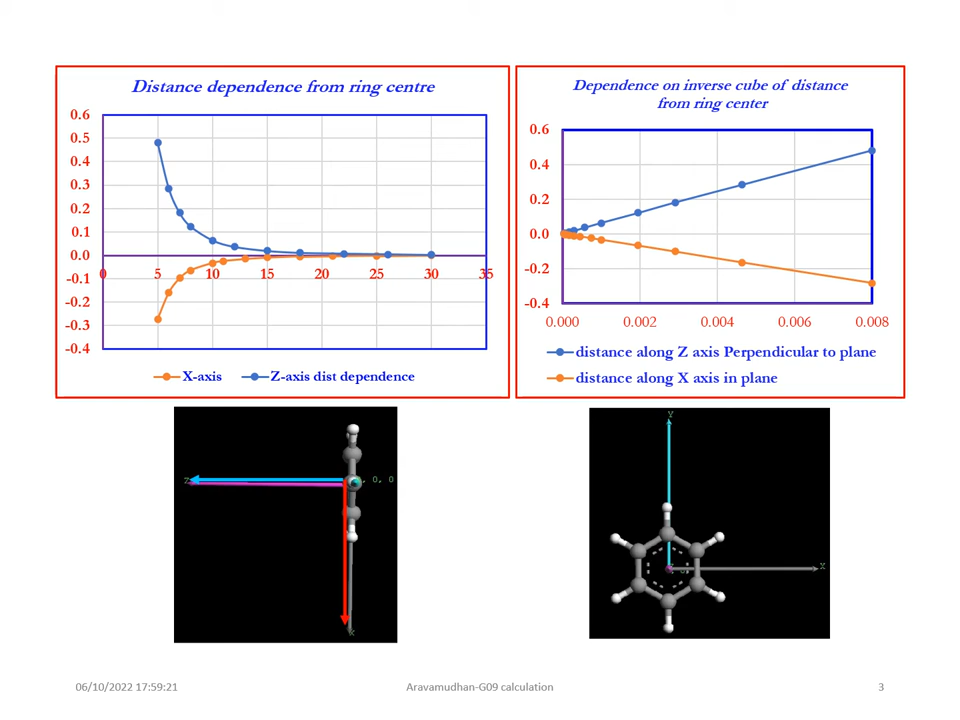 Distance dependence from ring centre
0.6
0.5
0.4
0.3
0.2
0.1
0.0
-0.1
-0.2
-0.3
-0.4
0 5 10 15 20 25 30 35
X-axis Z-axis dist dependence
Dependence on inverse cube of distance
from ring center
0.6
0.4
0.2
0.0
-0.2
-0.4
0.000 0.002 0.004 0.006 0.008
distance along Z axis Perpendicular to plane
distance along X axis in plane
Z
, 0, 0
X
Y
X
06/10/2022 17:59:21 Aravamudhan-G09 calculation 3